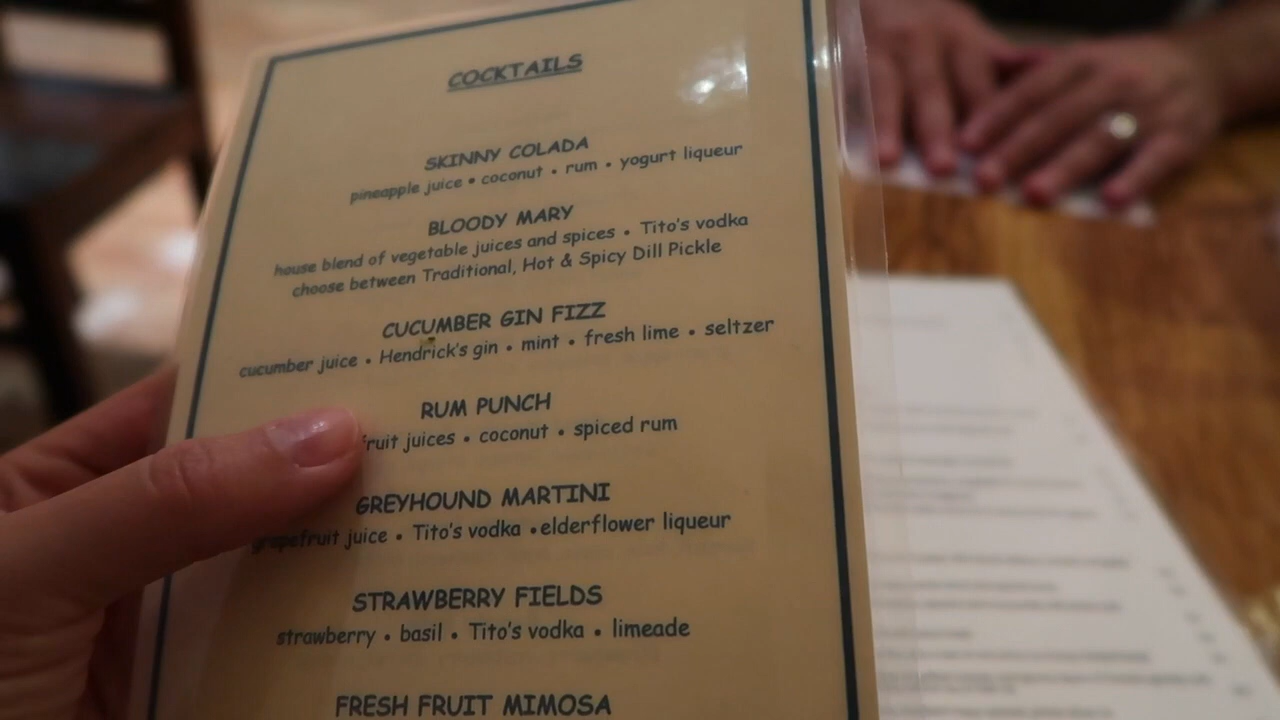 COCKTAILS
SKINNY COLADA
pineapple juice • coconut • rum • yogurt liqueur
BLOODY MARY
house blend of vegetable juices and spices • Tito's vodka
choose between Traditional, Hot & Spicy Dill Pickle
CUCUMBER GIN FIZZ
cucumber juice • Hendrick's gin • mint • fresh lime • seltzer
RUM PUNCH
fruit juices • coconut • spiced rum
GREYHOUND MARTINI
grapefruit juice • Tito's vodka • elderflower liqueur
STRAWBERRY FIELDS
strawberry • basil • Tito's vodka • limeade
FRESH FRUIT MIMOSA